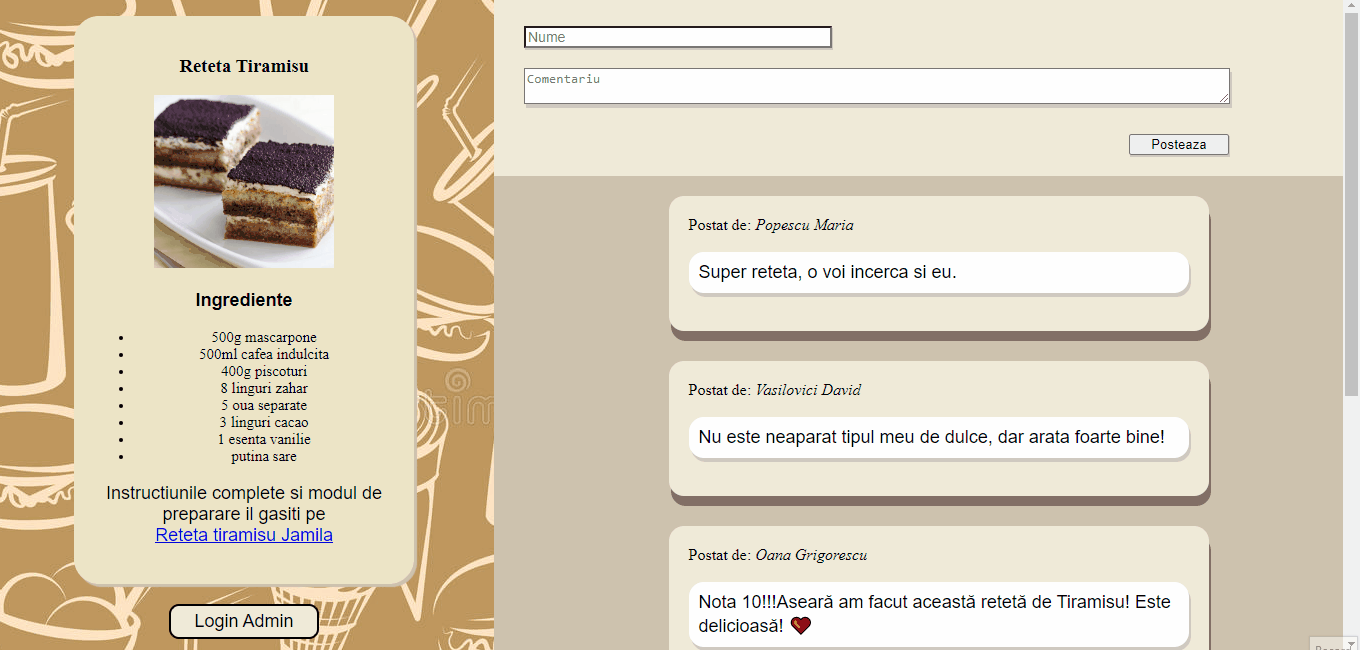 Reteta Tiramisu
Ingrediente
500g mascarpone
500ml cafea indulcita
400g piscoturi
8 linguri zahar
5 oua separate
3 linguri cacao
1 esenta vanilie
putina sare
Instructiunile complete si modul de
preparare il gasiti pe
Reteta tiramisu Jamila
Login Admin
Nume
Comentariu
Posteaza
Postat de: Popescu Maria
Super reteta, o voi incerca si eu.
Postat de: Vasilovici David
Nu este neaparat tipul meu de dulce, dar arata foarte bine!
Postat de: Oana Grigorescu
Nota 10!!!Aseară am facut această retetă de Tiramisu! Este
delicioasă! ❤